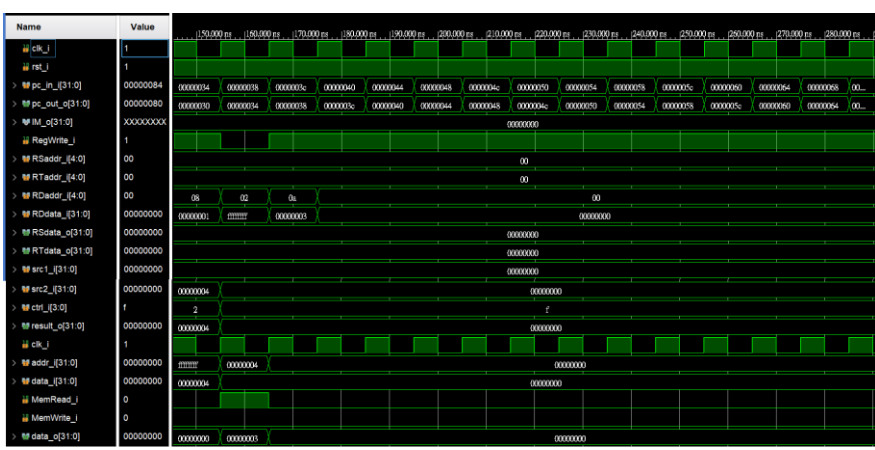 Name Value 150.000 ns 160.000 ns 170.000 ns 180.000 ns 190.000 ns 200.000 ns 210.000 ns 220.000 ns 230.000 ns 240.000 ns 250.000 ns 260.000 ns 270.000 ns 280.000 ns
clk_i 1
rst_i 1
pc_in_i[31:0] 00000084 00000034 00000038 0000003c 00000040 00000044 00000048 0000004c 00000050 00000054 00000058 0000005c 00000060 00000064 00000068 00...
pc_out_o[31:0] 00000080 00000030 00000034 00000038 0000003c 00000040 00000044 00000048 0000004c 00000050 00000054 00000058 0000005c 00000060 00000064 00...
IM_o[31:0] XXXXXXXX 00000000
RegWrite_i 1
RSaddr_i[4:0] 00 00
RTaddr_i[4:0] 00 00
RDaddr_i[4:0] 00 08 02 0a 00
RDdata_i[31:0] 00000000 00000001 ffffffff 00000003 00000000
RSdata_o[31:0] 00000000 00000000
RTdata_o[31:0] 00000000 00000000
src1_i[31:0] 00000000 00000000
src2_i[31:0] 00000000 00000004 00000000
ctrl_i[3:0] f 2 f
result_o[31:0] 00000000 00000004 00000000
clk_i 1
addr_i[31:0] 00000000 ffffffff 00000004 00000000
data_i[31:0] 00000000 00000004 00000000
MemRead_i 0
MemWrite_i 0
data_o[31:0] 00000000 00000000 00000003 00000000